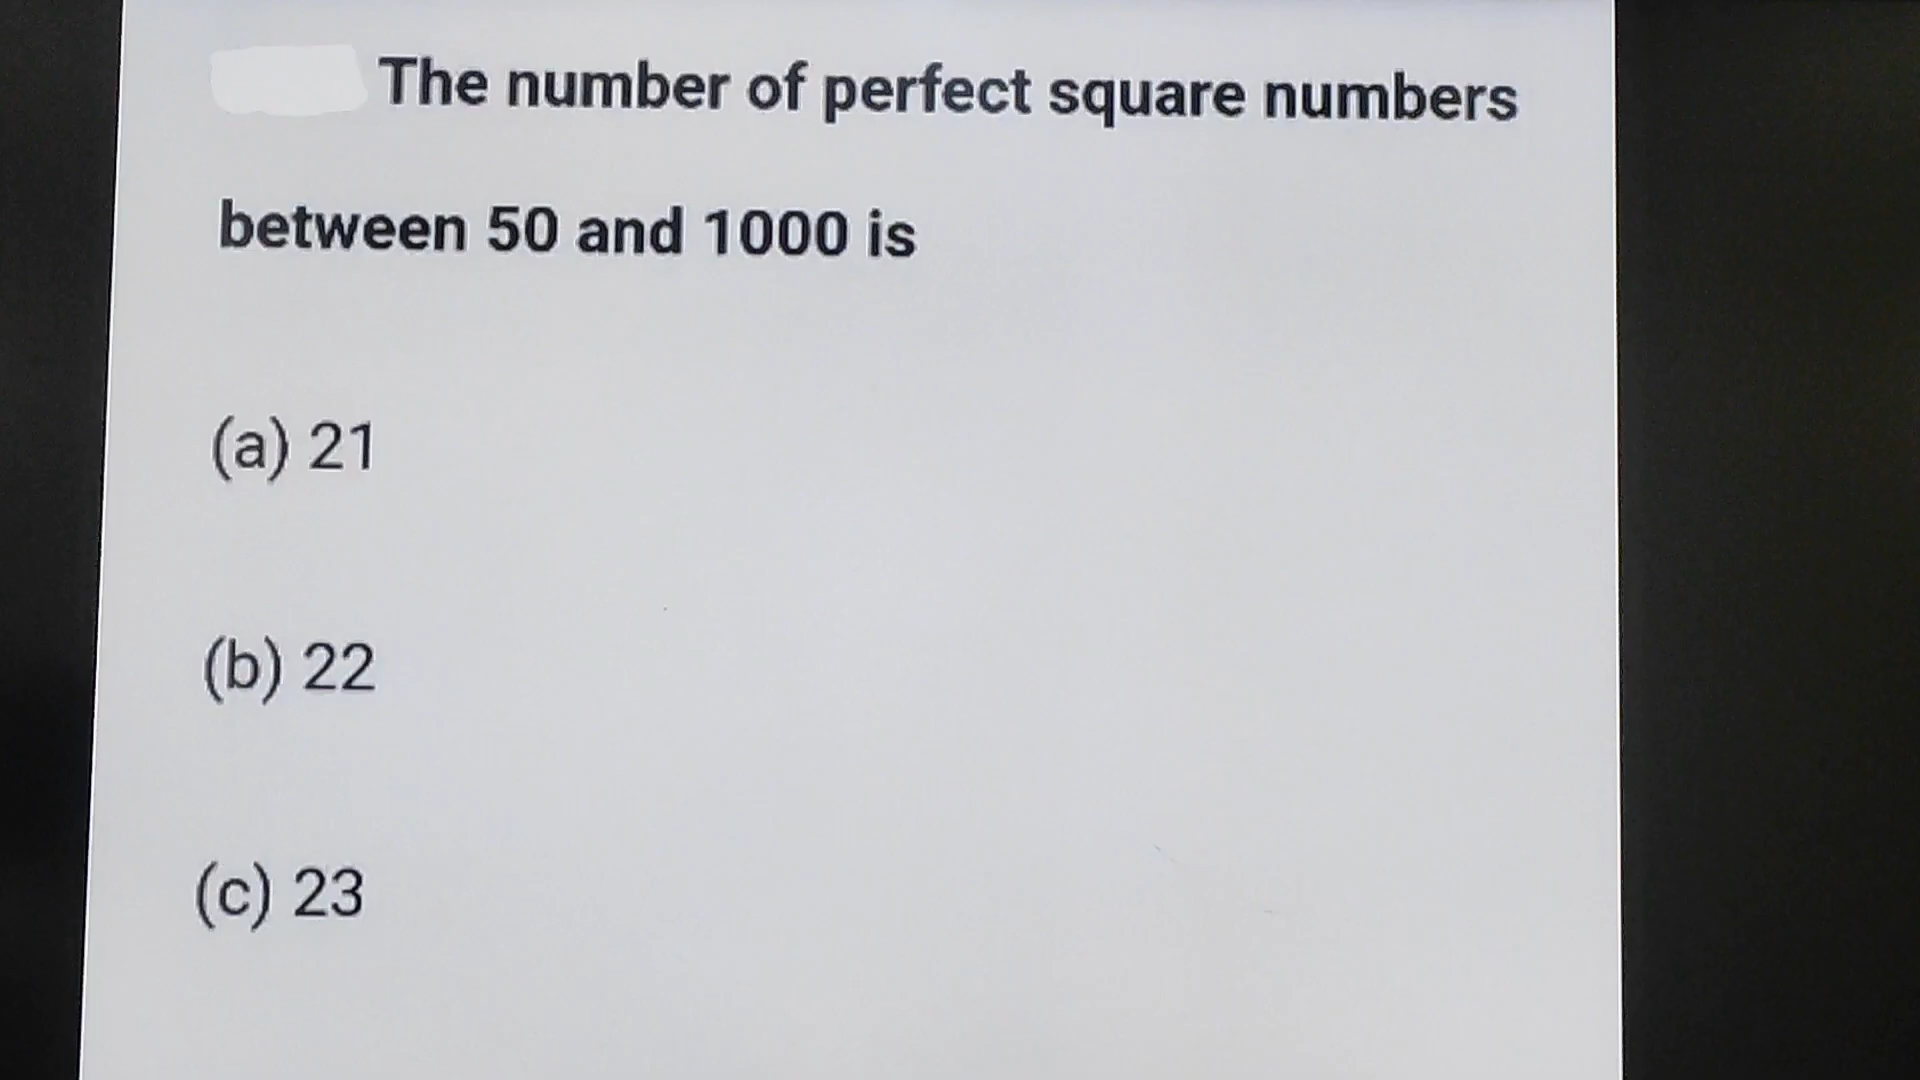 The number of perfect square numbers
between 50 and 1000 is
(a) 21
(b) 22
(c) 23